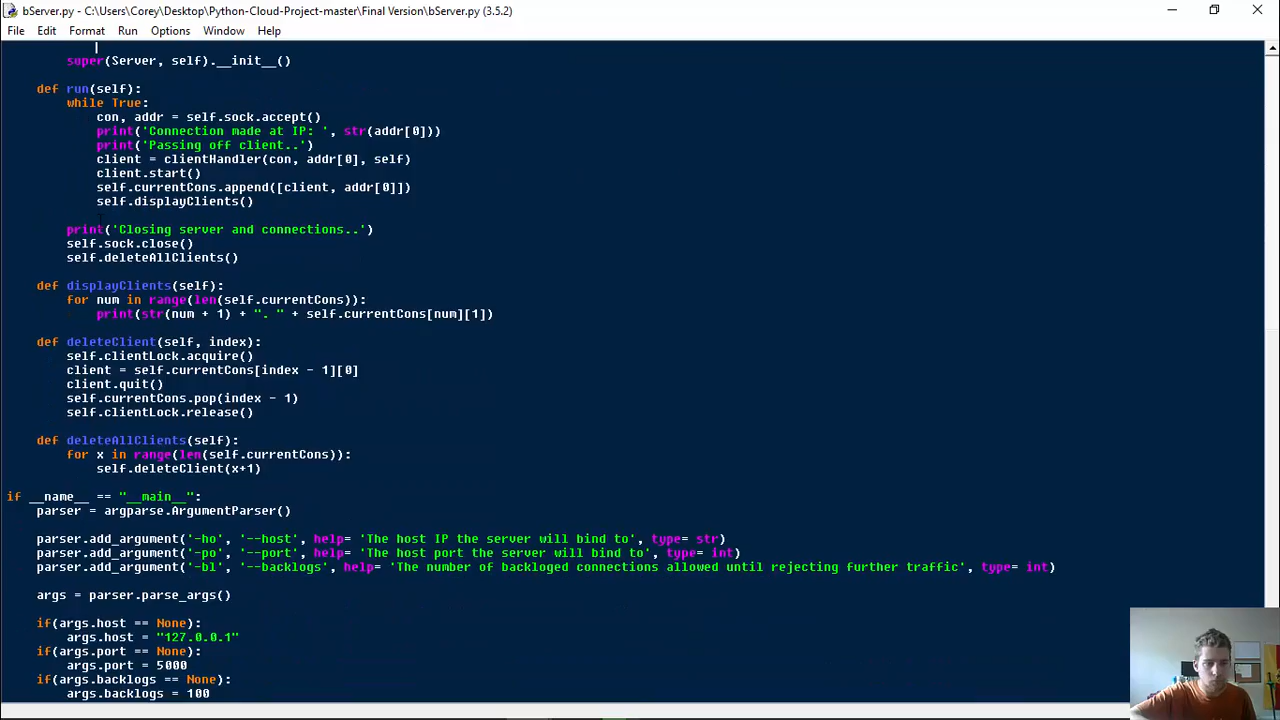 bServer.py - C:\Users\Corey\Desktop\Python-Cloud-Project-master\Final Version\bServer.py (3.5.2)
File Edit Format Run Options Window Help
super(Server, self).__init__()
def run(self):
while True:
con, addr = self.sock.accept()
print('Connection made at IP: ', str(addr[0]))
print('Passing off client..')
client = clientHandler(con, addr[0], self)
client.start()
self.currentCons.append([client, addr[0]])
self.displayClients()
print('Closing server and connections..')
self.sock.close()
self.deleteAllClients()
def displayClients(self):
for num in range(len(self.currentCons)):
print(str(num + 1) + ". " + self.currentCons[num][1])
def deleteClient(self, index):
self.clientLock.acquire()
client = self.currentCons[index - 1][0]
client.quit()
self.currentCons.pop(index - 1)
self.clientLock.release()
def deleteAllClients(self):
for x in range(len(self.currentCons)):
self.deleteClient(x+1)
if __name__ == "__main__":
parser = argparse.ArgumentParser()
parser.add_argument('-ho', '--host', help= 'The host IP the server will bind to', type= str)
parser.add_argument('-po', '--port', help= 'The host port the server will bind to', type= int)
parser.add_argument('-bl', '--backlogs', help= 'The number of backloged connections allowed until rejecting further traffic', type= int)
args = parser.parse_args()
if(args.host == None):
args.host = "127.0.0.1"
if(args.port == None):
args.port = 5000
if(args.backlogs == None):
args.backlogs = 100